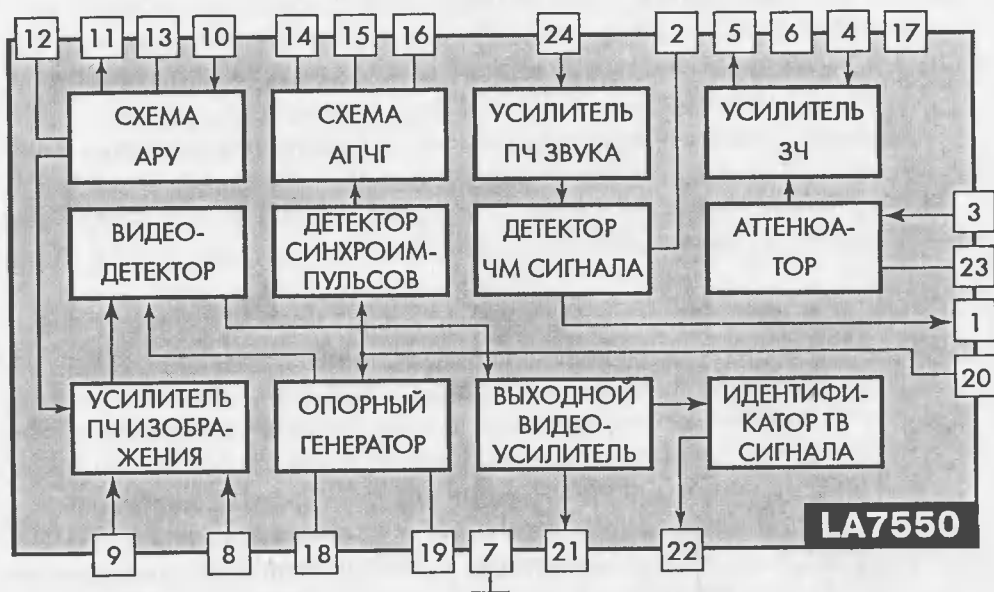 12 11 13 10 14 15 16 24 2 5 6 4 17
СХЕМА
АРУ
СХЕМА
АПЧГ
УСИЛИТЕЛЬ
ПЧ ЗВУКА
УСИЛИТЕЛЬ
ЗЧ
ВИДЕО-
ДЕТЕКТОР
ДЕТЕКТОР
СИНХРОИМ-
ПУЛЬСОВ
ДЕТЕКТОР
ЧМ СИГНАЛА
АТТЕНЮА-
ТОР
3
23
1
20
УСИЛИТЕЛЬ
ПЧ ИЗОБРА-
ЖЕНИЯ
ОПОРНЫЙ
ГЕНЕРАТОР
ВЫХОДНОЙ
ВИДЕО-
УСИЛИТЕЛЬ
ИДЕНТИФИ-
КАТОР ТВ
СИГНАЛА
LA7550
9 8 18 19 7 21 22